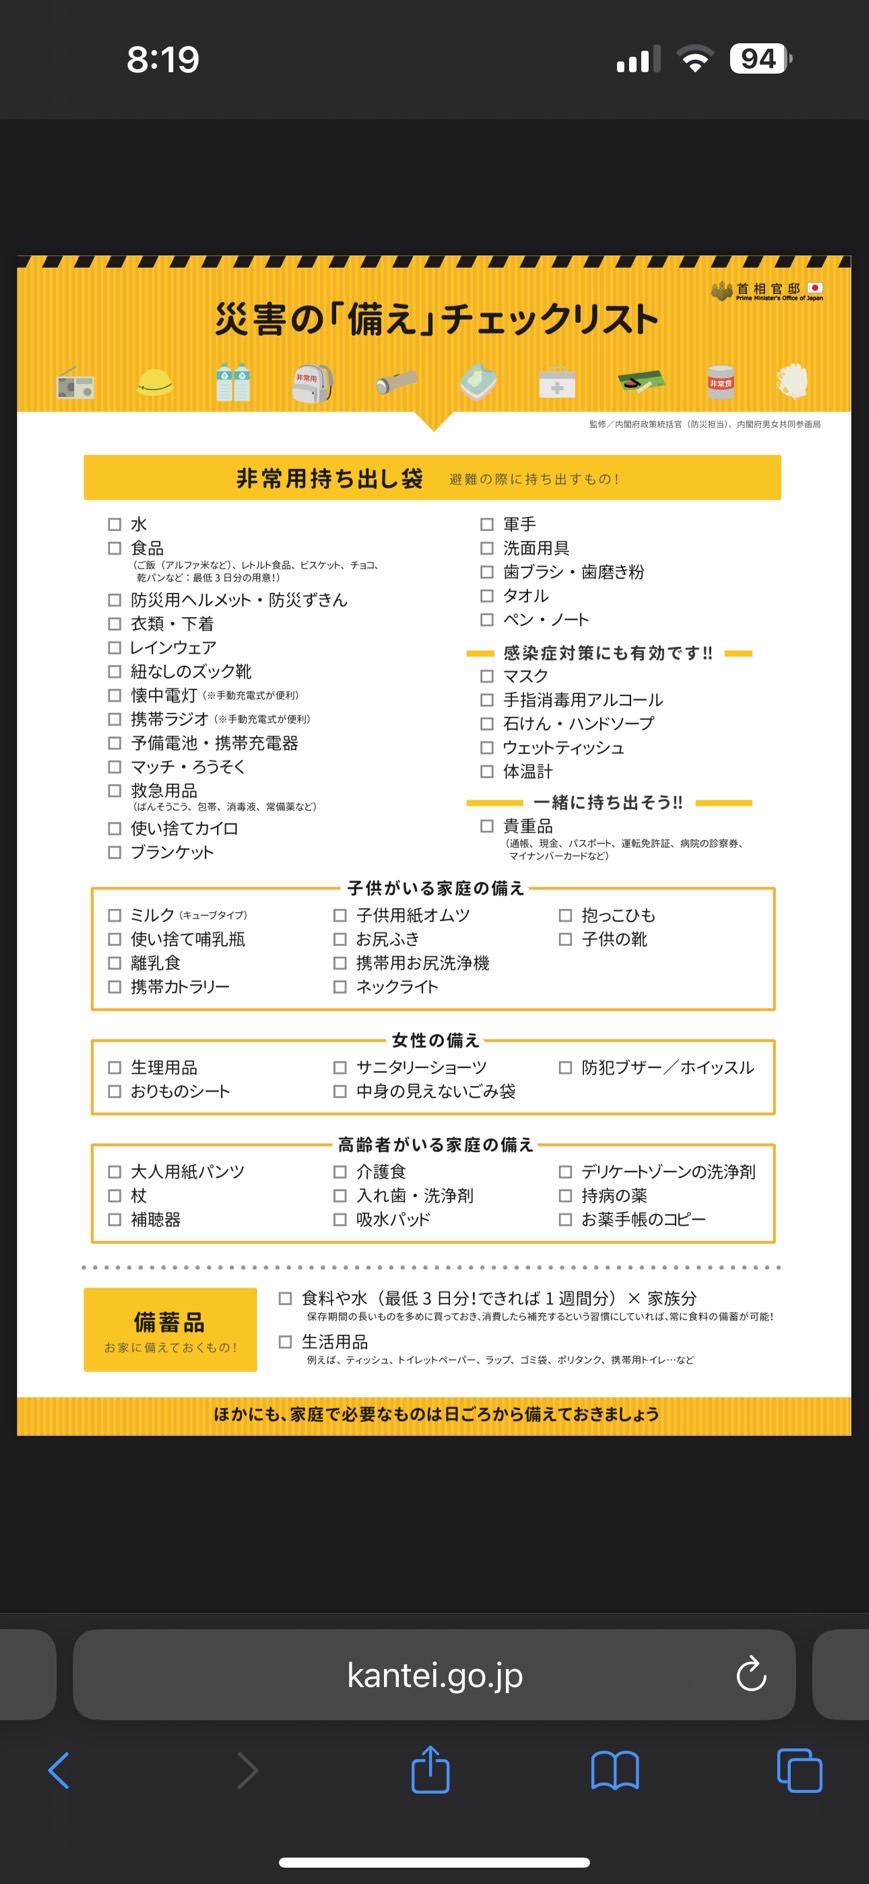 8:19
94
首相官邸
Prime Minister's Office of Japan
災害の「備え」チェックリスト
非常用
非常食
監修／内閣府政策統括官（防災担当）、内閣府男女共同参画局
非常用持ち出し袋 避難の際に持ち出すもの！
水
食品
（ご飯（アルファ米など）、レトルト食品、ビスケット、チョコ、
乾パンなど：最低３日分の用意！）
防災用ヘルメット・防災ずきん
衣類・下着
レインウェア
紐なしのズック靴
懐中電灯（※手動充電式が便利）
携帯ラジオ（※手動充電式が便利）
予備電池・携帯充電器
マッチ・ろうそく
救急用品
（ばんそうこう、包帯、消毒液、常備薬など）
使い捨てカイロ
ブランケット
軍手
洗面用具
歯ブラシ・歯磨き粉
タオル
ペン・ノート
感染症対策にも有効です!!
マスク
手指消毒用アルコール
石けん・ハンドソープ
ウェットティッシュ
体温計
一緒に持ち出そう!!
貴重品
（通帳、現金、パスポート、運転免許証、病院の診察券、
マイナンバーカードなど）
子供がいる家庭の備え
ミルク（キューブタイプ）
使い捨て哺乳瓶
離乳食
携帯カトラリー
子供用紙オムツ
お尻ふき
携帯用お尻洗浄機
ネックライト
抱っこひも
子供の靴
女性の備え
生理用品
おりものシート
サニタリーショーツ
中身の見えないごみ袋
防犯ブザー／ホイッスル
高齢者がいる家庭の備え
大人用紙パンツ
杖
補聴器
介護食
入れ歯・洗浄剤
吸水パッド
デリケートゾーンの洗浄剤
持病の薬
お薬手帳のコピー
備蓄品
お家に備えておくもの！
食料や水（最低３日分！できれば１週間分）×家族分
保存期間の長いものを多めに買っておき、消費したら補充するという習慣にしていれば、常に食料の備蓄が可能！
生活用品
例えば、ティッシュ、トイレットペーパー、ラップ、ゴミ袋、ポリタンク、携帯用トイレ…など
ほかにも、家庭で必要なものは日ごろから備えておきましょう
kantei.go.jp